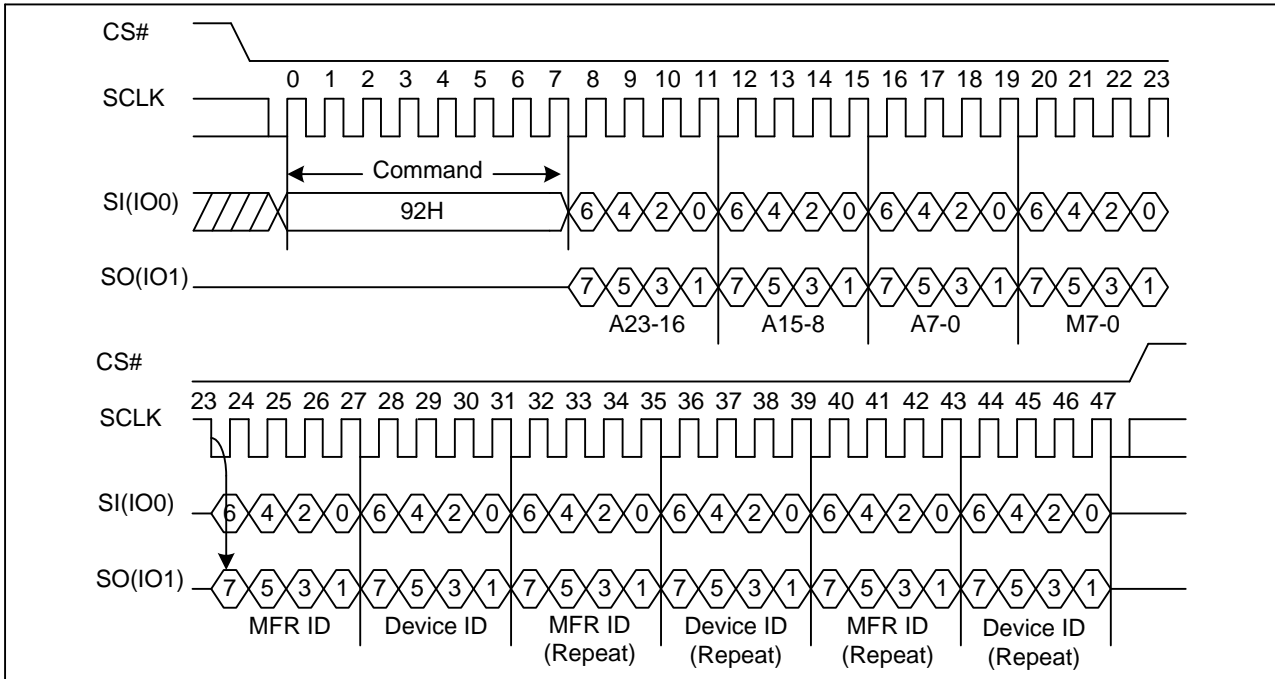 CS#
SCLK 0 1 2 3 4 5 6 7 8 9 10 11 12 13 14 15 16 17 18 19 20 21 22 23
Command
SI(IO0) 92H 6 4 2 0 6 4 2 0 6 4 2 0 6 4 2 0
SO(IO1) 7 5 3 1 7 5 3 1 7 5 3 1 7 5 3 1
A23-16 A15-8 A7-0 M7-0
CS#
23 24 25 26 27 28 29 30 31 32 33 34 35 36 37 38 39 40 41 42 43 44 45 46 47
SCLK
SI(IO0) 6 4 2 0 6 4 2 0 6 4 2 0 6 4 2 0 6 4 2 0 6 4 2 0
SO(IO1) 7 5 3 1 7 5 3 1 7 5 3 1 7 5 3 1 7 5 3 1 7 5 3 1
MFR ID Device ID MFR ID Device ID MFR ID Device ID
(Repeat) (Repeat) (Repeat) (Repeat)